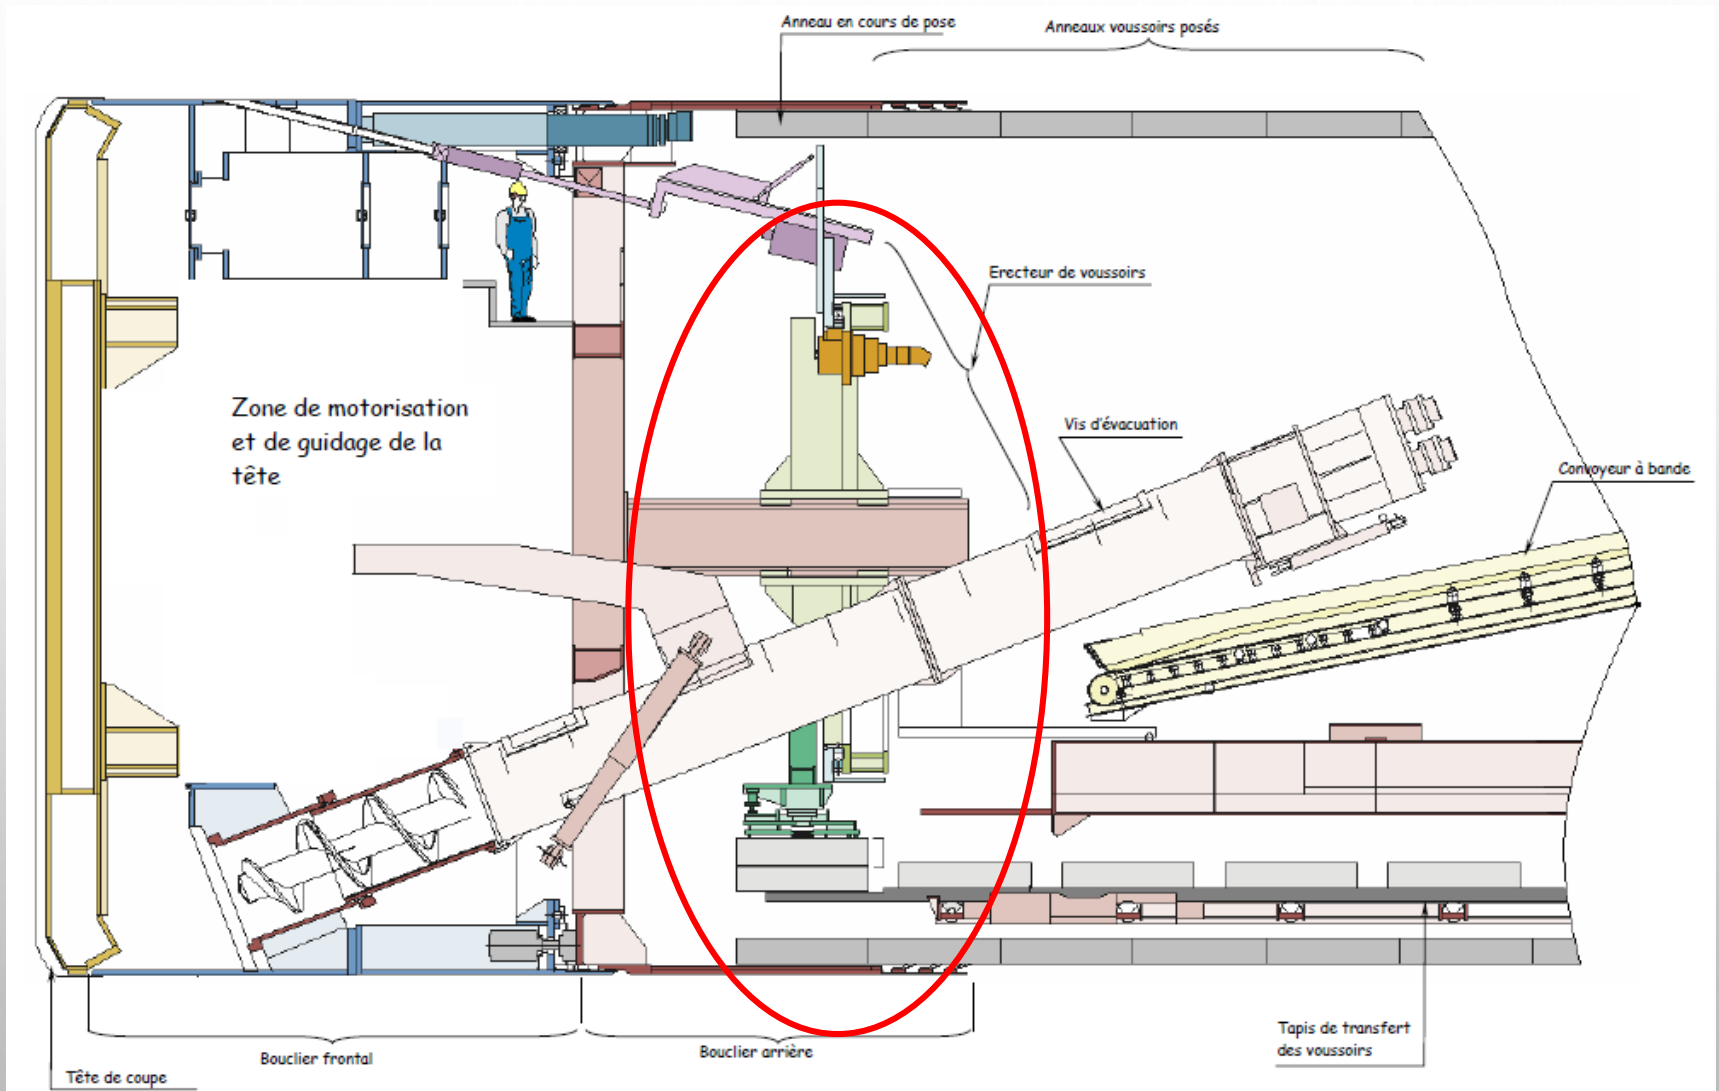 Anneau en cours de pose
Anneaux voussoirs posés
Erecteur de voussoirs
Zone de motorisation
et de guidage de la
tête
Vis d'évacuation
Convoyeur à bande
Tapis de transfert
des voussoirs
Bouclier frontal
Bouclier arrière
Tête de coupe